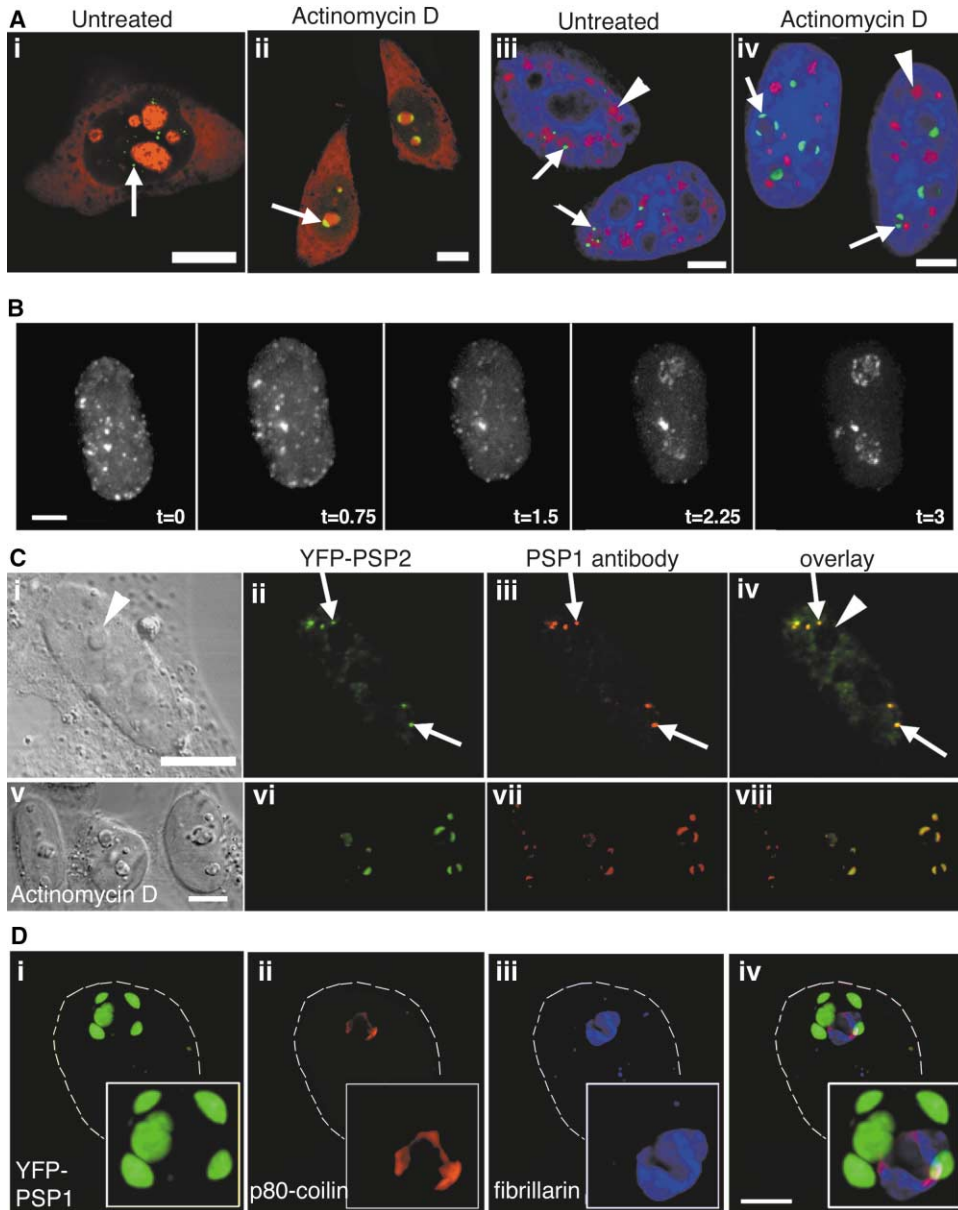 A
Untreated
Actinomycin D
Untreated
Actinomycin D
i
ii
iii
iv
B
t=0
t=0.75
t=1.5
t=2.25
t=3
C
YFP-PSP2
PSP1 antibody
overlay
i
ii
iii
iv
v
vi
vii
viii
Actinomycin D
D
i
ii
iii
iv
YFP-
PSP1
p80-coilin
fibrillarin